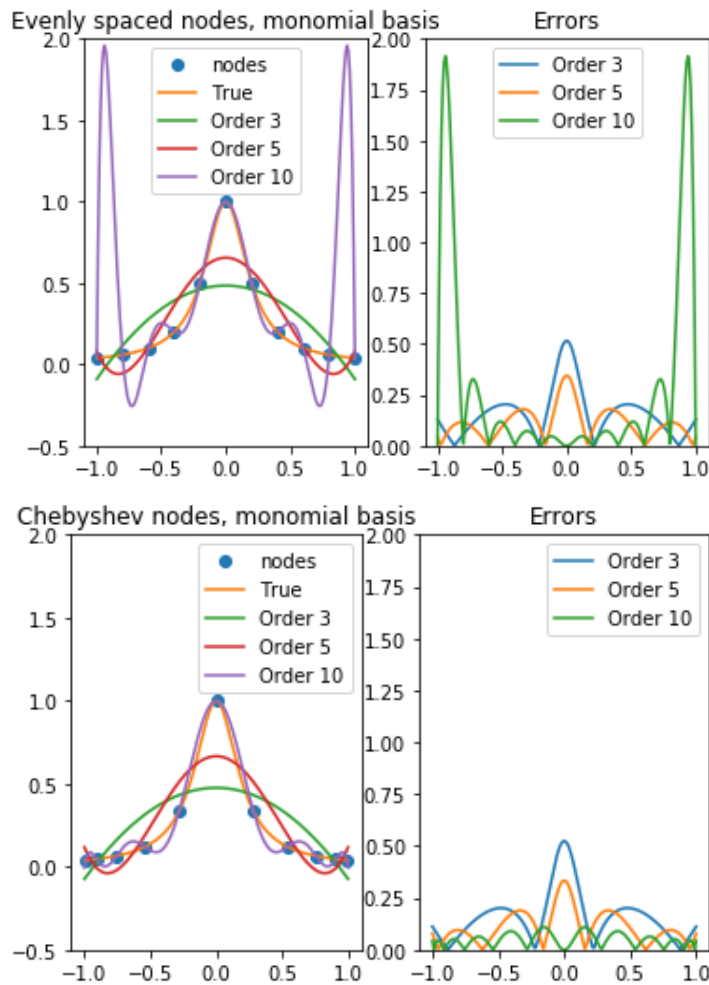 Evenly spaced nodes, monomial basis
nodes
True
Order 3
Order 5
Order 10
2.0
1.5
1.0
0.5
0.0
−0.5
−1.0 −0.5 0.0 0.5 1.0
Errors
Order 3
Order 5
Order 10
2.00
1.75
1.50
1.25
1.00
0.75
0.50
0.25
0.00
−1.0 −0.5 0.0 0.5 1.0
Chebyshev nodes, monomial basis
nodes
True
Order 3
Order 5
Order 10
2.0
1.5
1.0
0.5
0.0
−0.5
−1.0 −0.5 0.0 0.5 1.0
Errors
Order 3
Order 5
Order 10
2.00
1.75
1.50
1.25
1.00
0.75
0.50
0.25
0.00
−1.0 −0.5 0.0 0.5 1.0